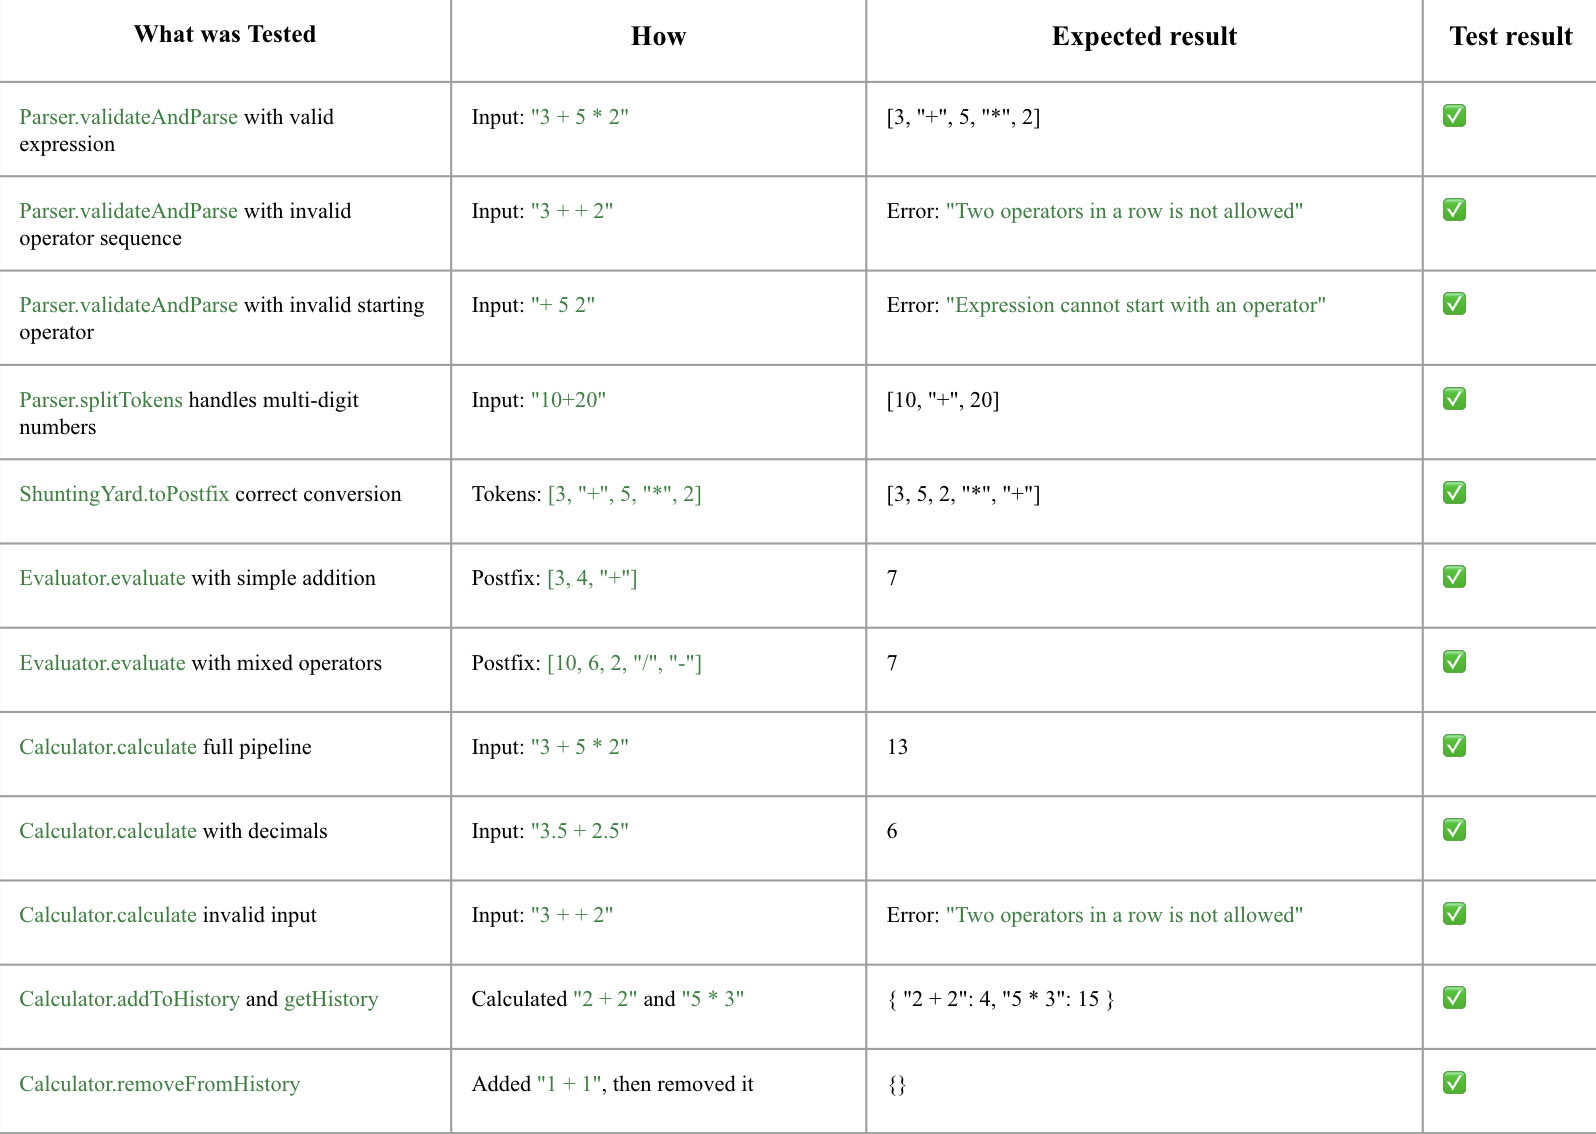 What was Tested How Expected result Test result
Parser.validateAndParse with valid Input: "3 + 5 * 2" [3, "+", 5, "*", 2] ✅
expression
Parser.validateAndParse with invalid Input: "3 + + 2" Error: "Two operators in a row is not allowed" ✅
operator sequence
Parser.validateAndParse with invalid starting Input: "+ 5 2" Error: "Expression cannot start with an operator" ✅
operator
Parser.splitTokens handles multi-digit Input: "10+20" [10, "+", 20] ✅
numbers
ShuntingYard.toPostfix correct conversion Tokens: [3, "+", 5, "*", 2] [3, 5, 2, "*", "+"] ✅
Evaluator.evaluate with simple addition Postfix: [3, 4, "+"] 7 ✅
Evaluator.evaluate with mixed operators Postfix: [10, 6, 2, "/", "-"] 7 ✅
Calculator.calculate full pipeline Input: "3 + 5 * 2" 13 ✅
Calculator.calculate with decimals Input: "3.5 + 2.5" 6 ✅
Calculator.calculate invalid input Input: "3 + + 2" Error: "Two operators in a row is not allowed" ✅
Calculator.addToHistory and getHistory Calculated "2 + 2" and "5 * 3" { "2 + 2": 4, "5 * 3": 15 } ✅
Calculator.removeFromHistory Added "1 + 1", then removed it {} ✅